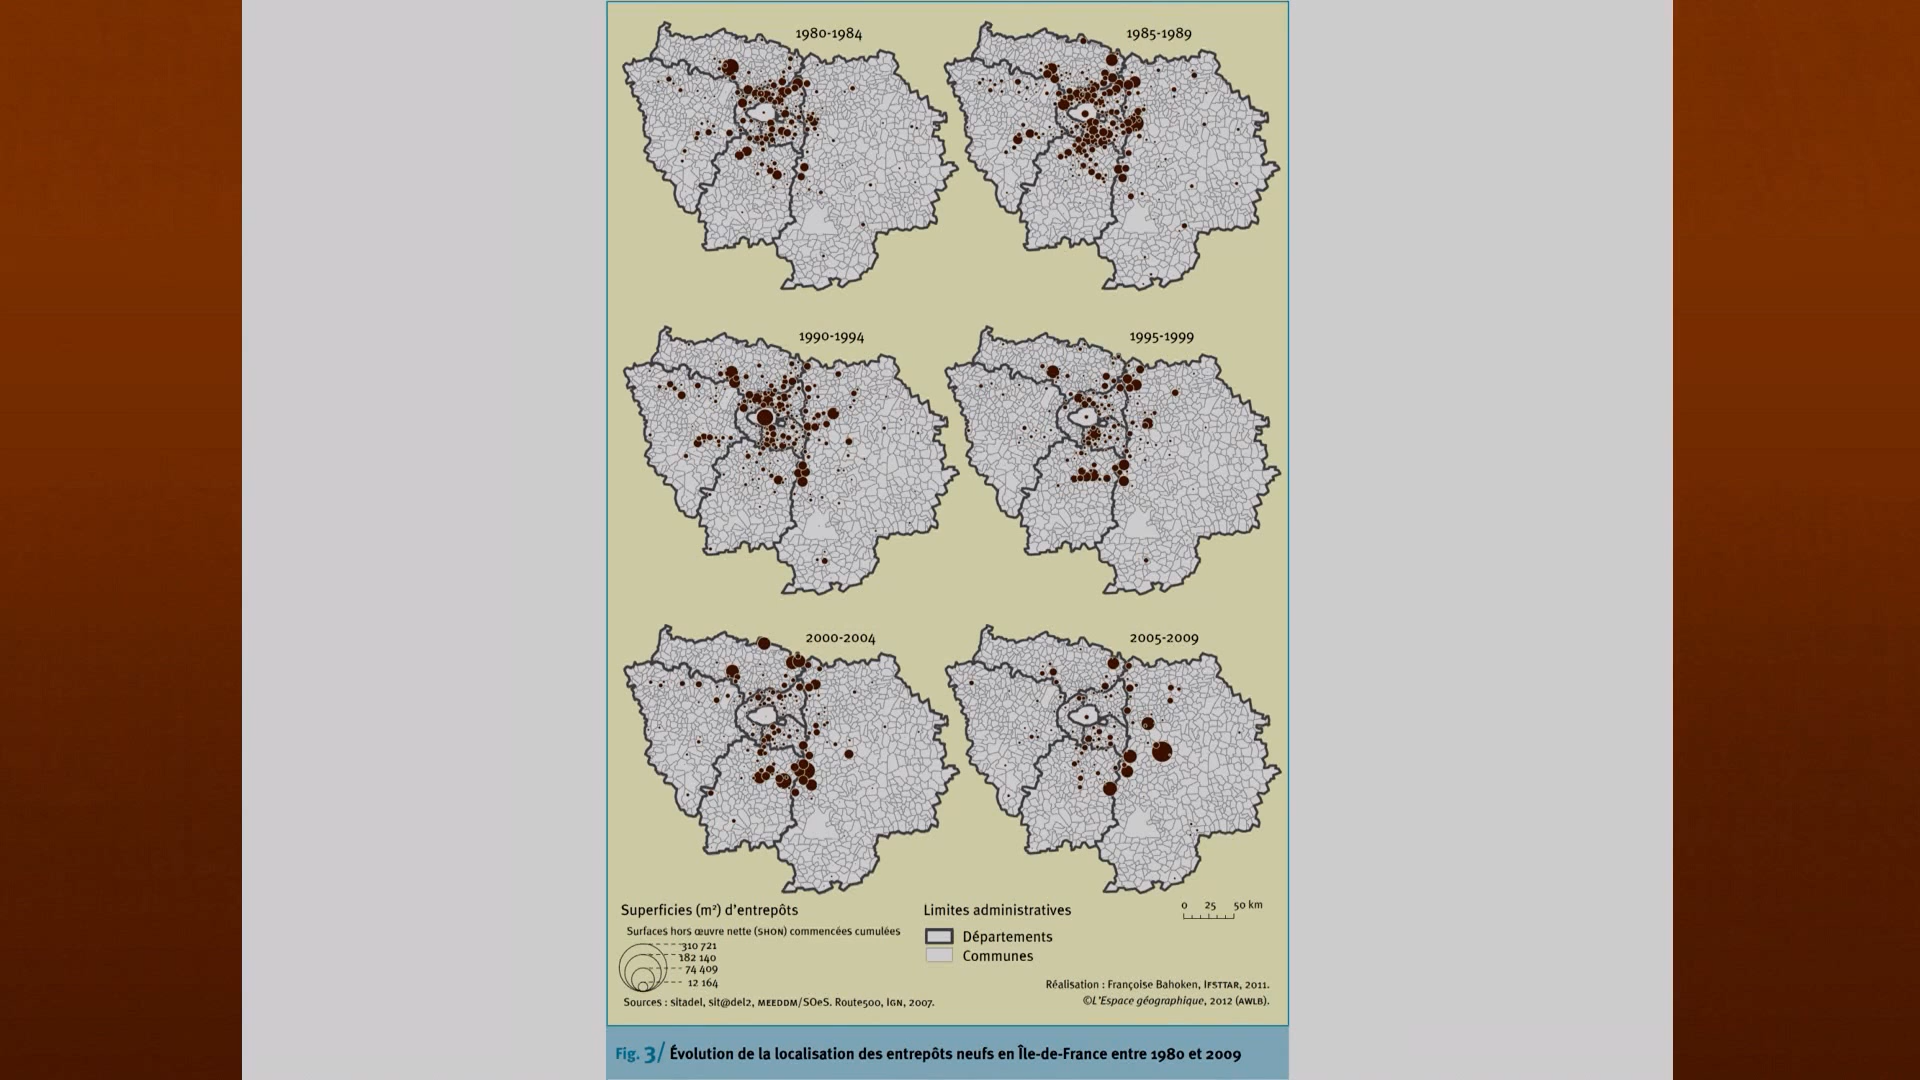 1980-1984
1985-1989
1990-1994
1995-1999
2000-2004
2005-2009
Superficies (m²) d'entrepôts
Surfaces hors œuvre nette (SHON) commencées cumulées
310 721
182 140
74 409
12 164
Sources : sitadel, sit@del2, MEEDDM/SOeS. Route500, IGN, 2007.
Limites administratives
Départements
Communes
0 25 50 km
Réalisation : Françoise Bahoken, IFSTTAR, 2011.
©L'Espace géographique, 2012 (AWLB).
Fig. 3/ Évolution de la localisation des entrepôts neufs en Île-de-France entre 1980 et 2009